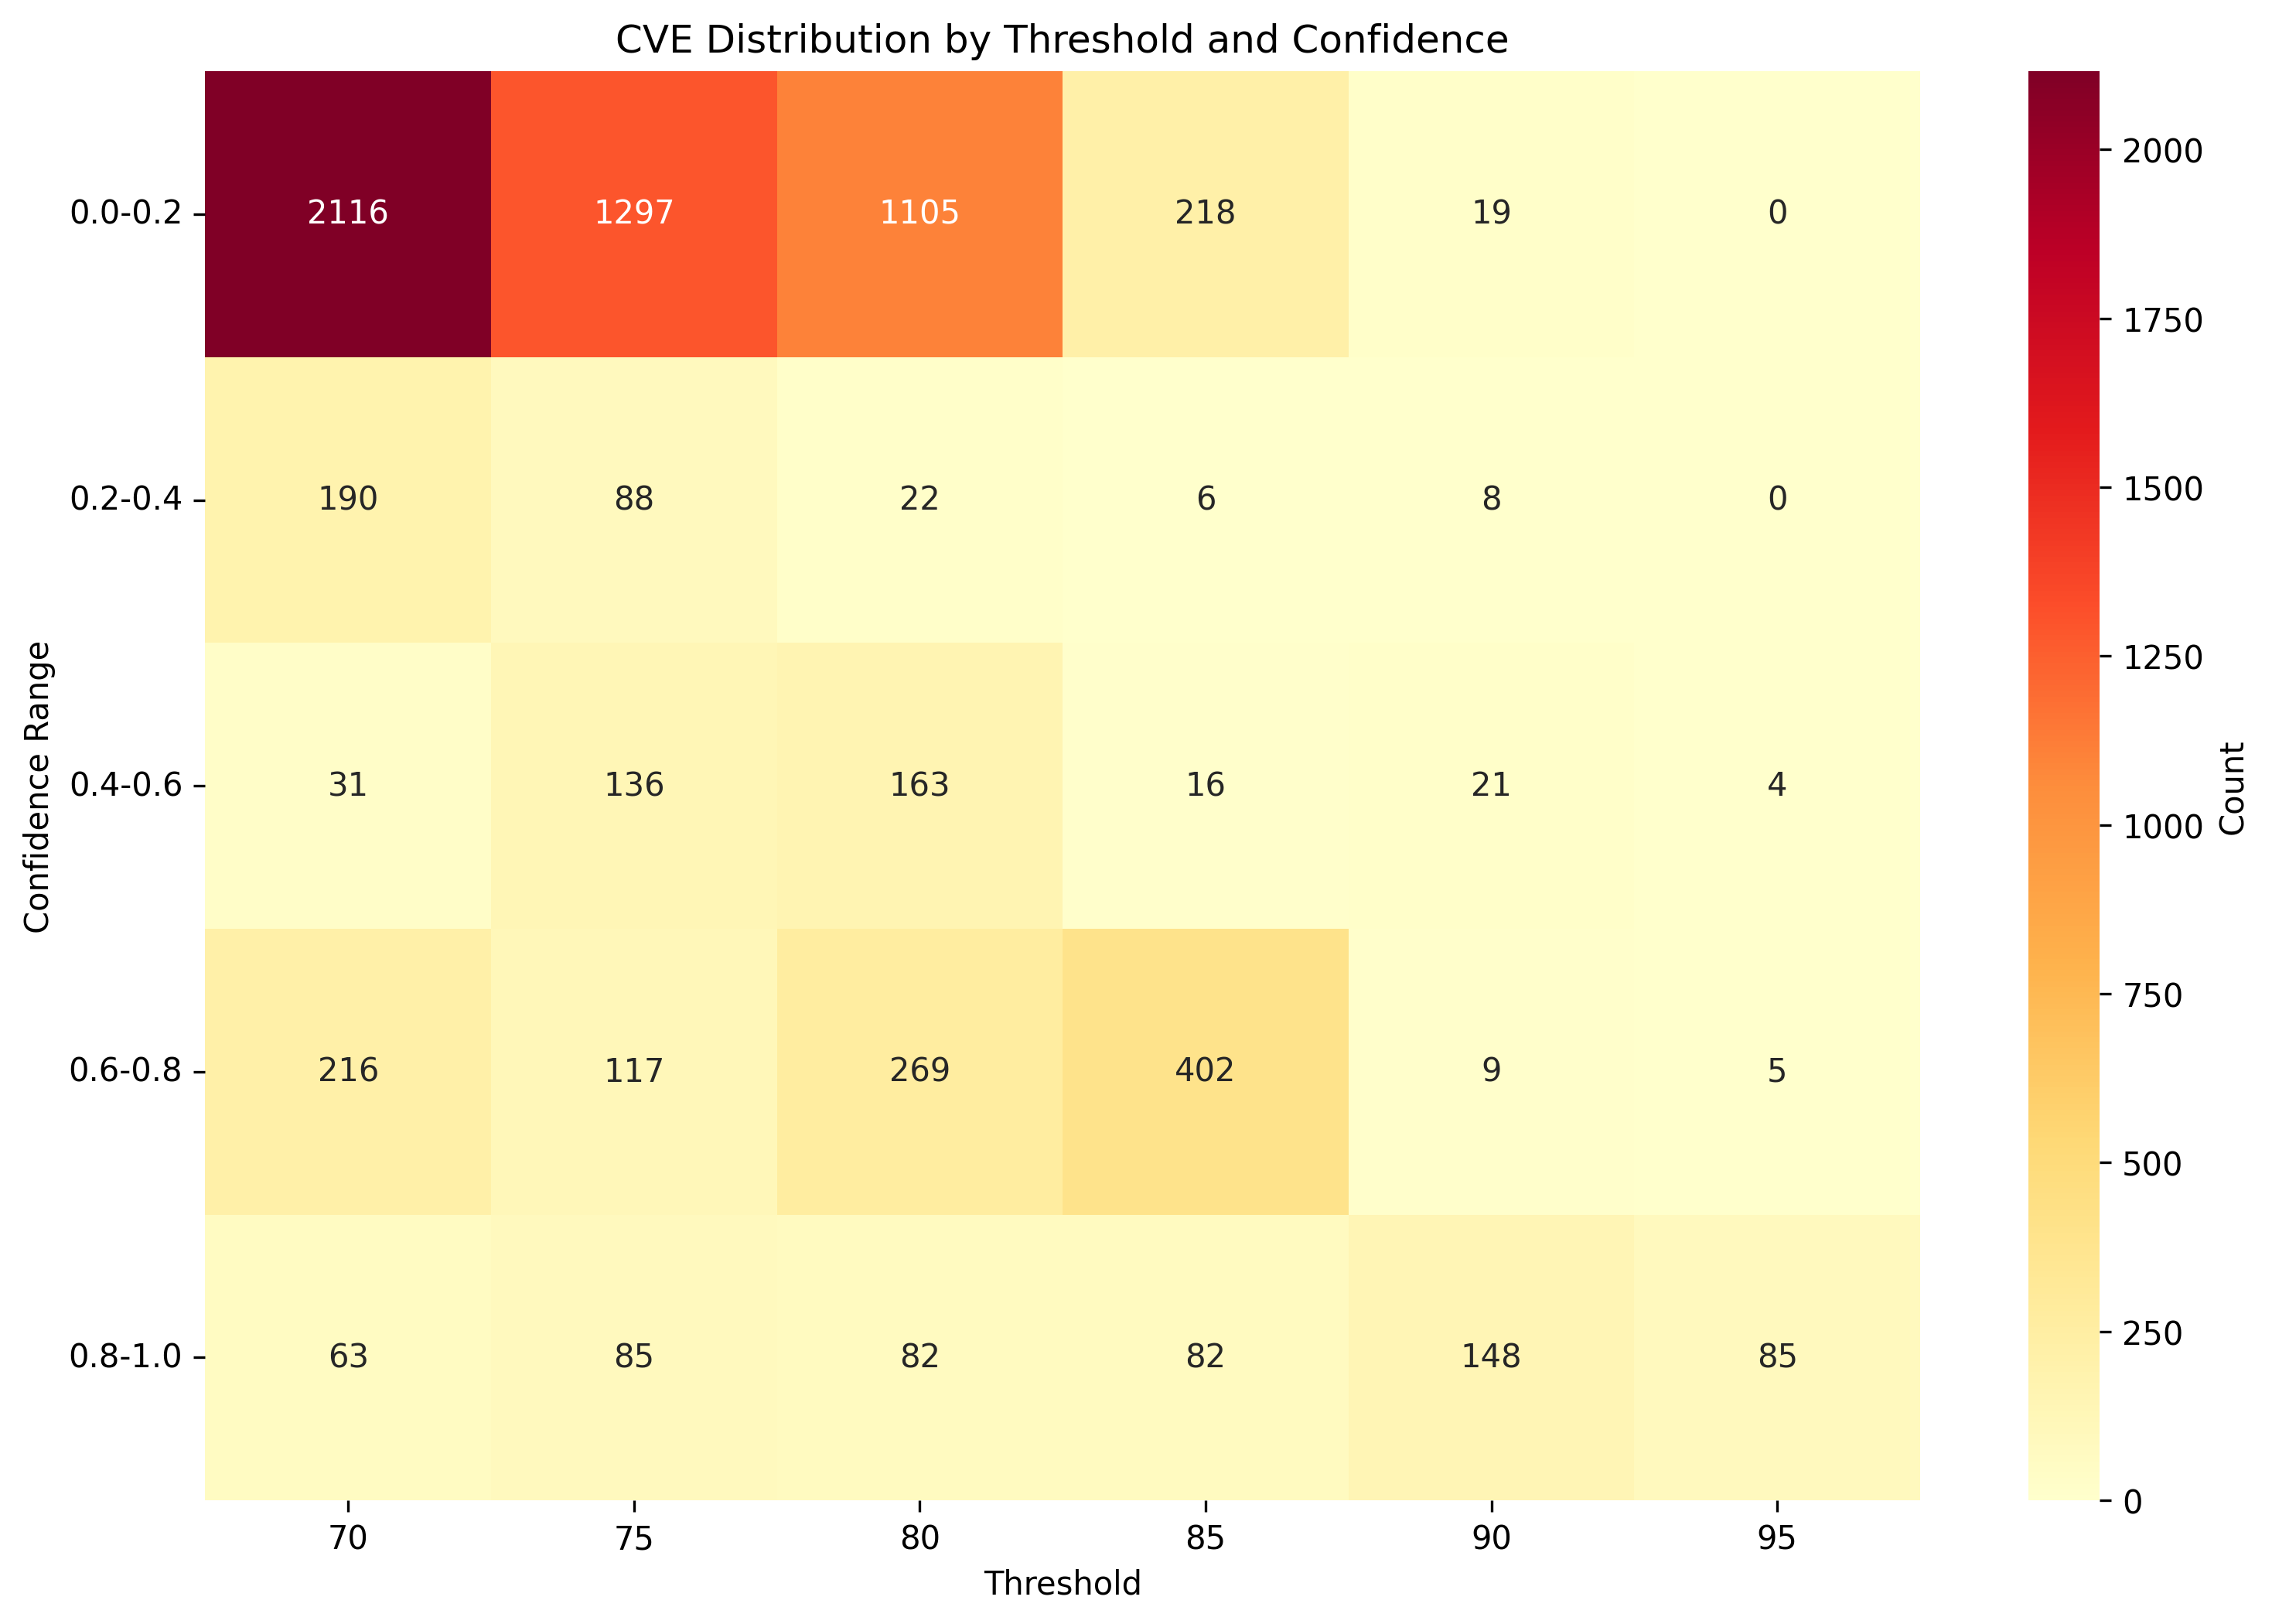 CVE Distribution by Threshold and Confidence
0.0-0.2 2116 1297 1105 218 19 0
0.2-0.4 190 88 22 6 8 0
0.4-0.6 31 136 163 16 21 4
0.6-0.8 216 117 269 402 9 5
0.8-1.0 63 85 82 82 148 85
70 75 80 85 90 95
Threshold
Confidence Range
2000
1750
1500
1250
1000
750
500
250
0
Count